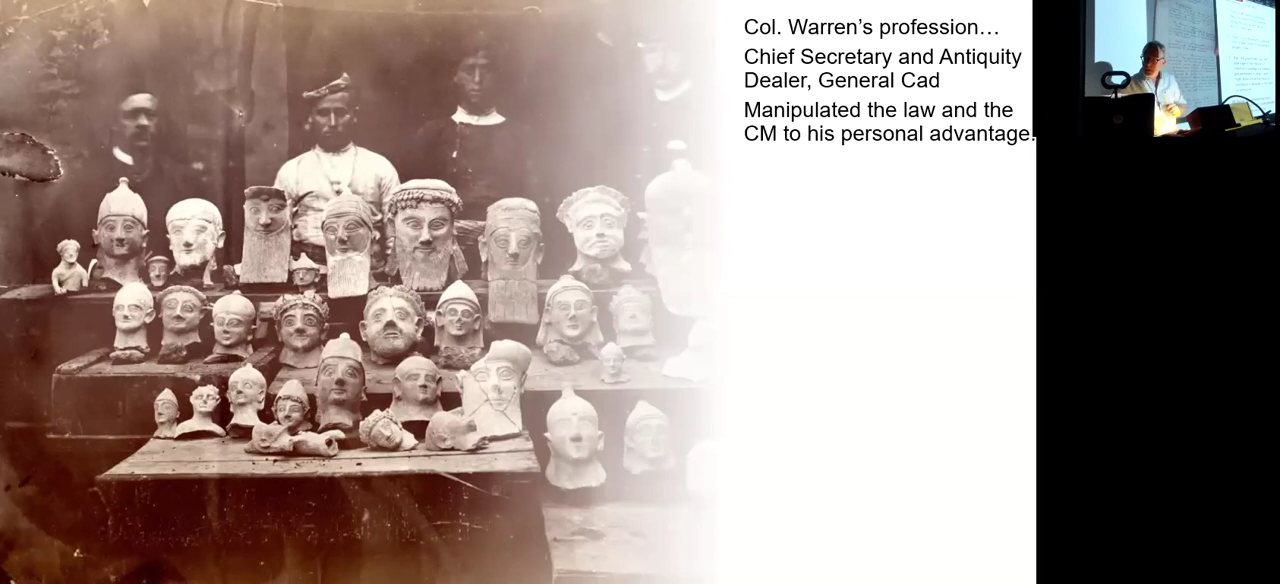 Col. Warren’s profession…
Chief Secretary and Antiquity
Dealer, General Cad
Manipulated the law and the
CM to his personal advantage.